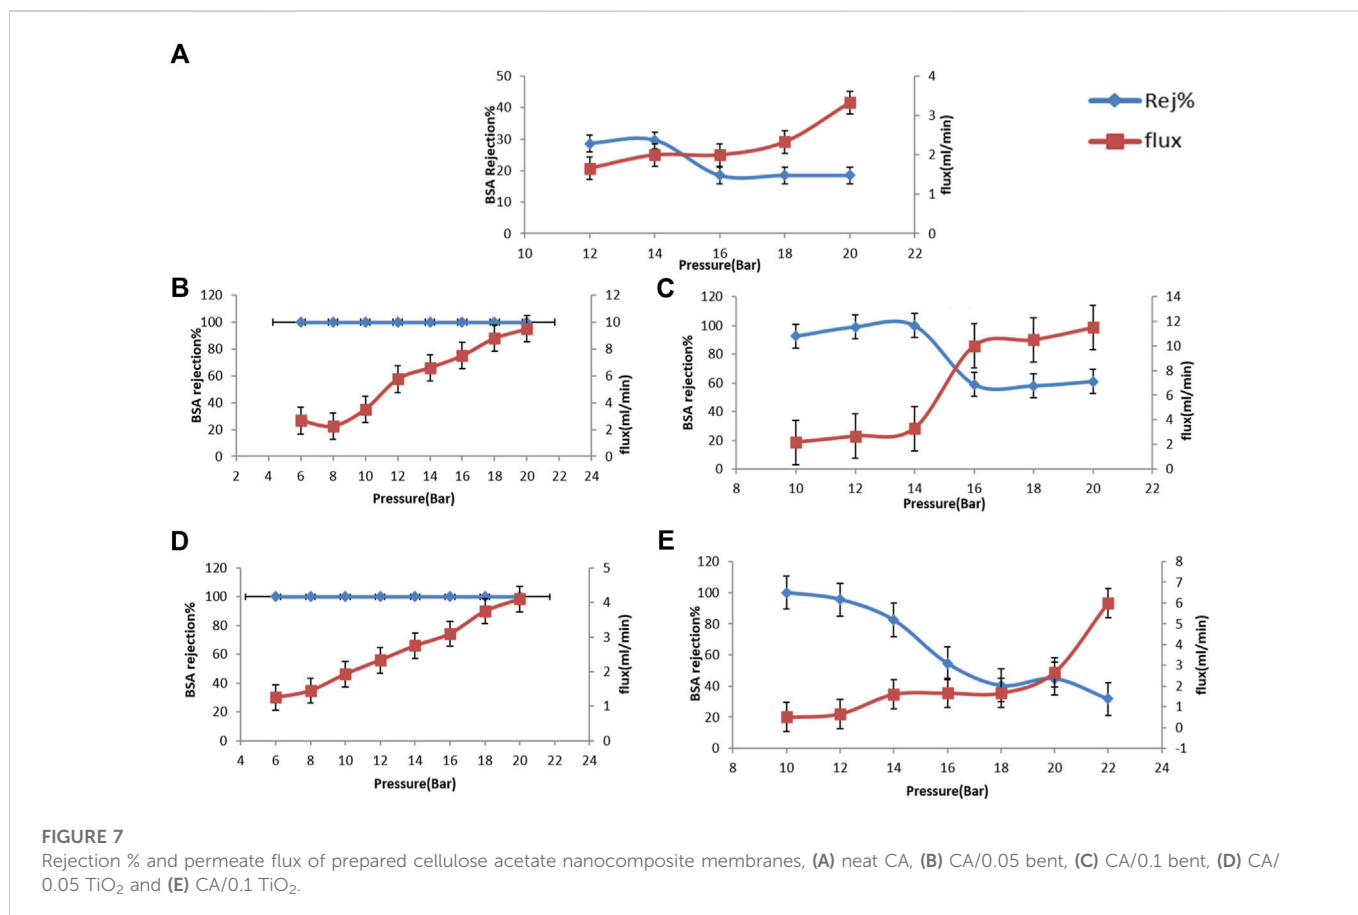 A
50
40
30
20
10
0
BSA Rejection%
4
3
2
1
0
flux(ml/min)
10 12 14 16 18 20 22
Pressure(Bar)
Rej%
flux
B
120
100
80
60
40
20
0
BSA rejection%
12
10
8
6
4
2
0
flux(ml/min)
2 4 6 8 10 12 14 16 18 20 22 24
Pressure(Bar)
C
120
100
80
60
40
20
0
BSA rejection%
14
12
10
8
6
4
2
0
flux(ml/min)
8 10 12 14 16 18 20 22
Pressure(Bar)
D
120
100
80
60
40
20
0
BSA rejection%
5
4
3
2
1
0
flux(ml/min)
4 6 8 10 12 14 16 18 20 22 24
Pressure(Bar)
E
120
100
80
60
40
20
0
BSA rejection%
8
7
6
5
4
3
2
1
0
-1
flux(ml/min)
8 10 12 14 16 18 20 22 24
Pressure(Bar)
FIGURE 7
Rejection % and permeate flux of prepared cellulose acetate nanocomposite membranes, (A) neat CA, (B) CA/0.05 bent, (C) CA/0.1 bent, (D) CA/
0.05 TiO₂ and (E) CA/0.1 TiO₂.